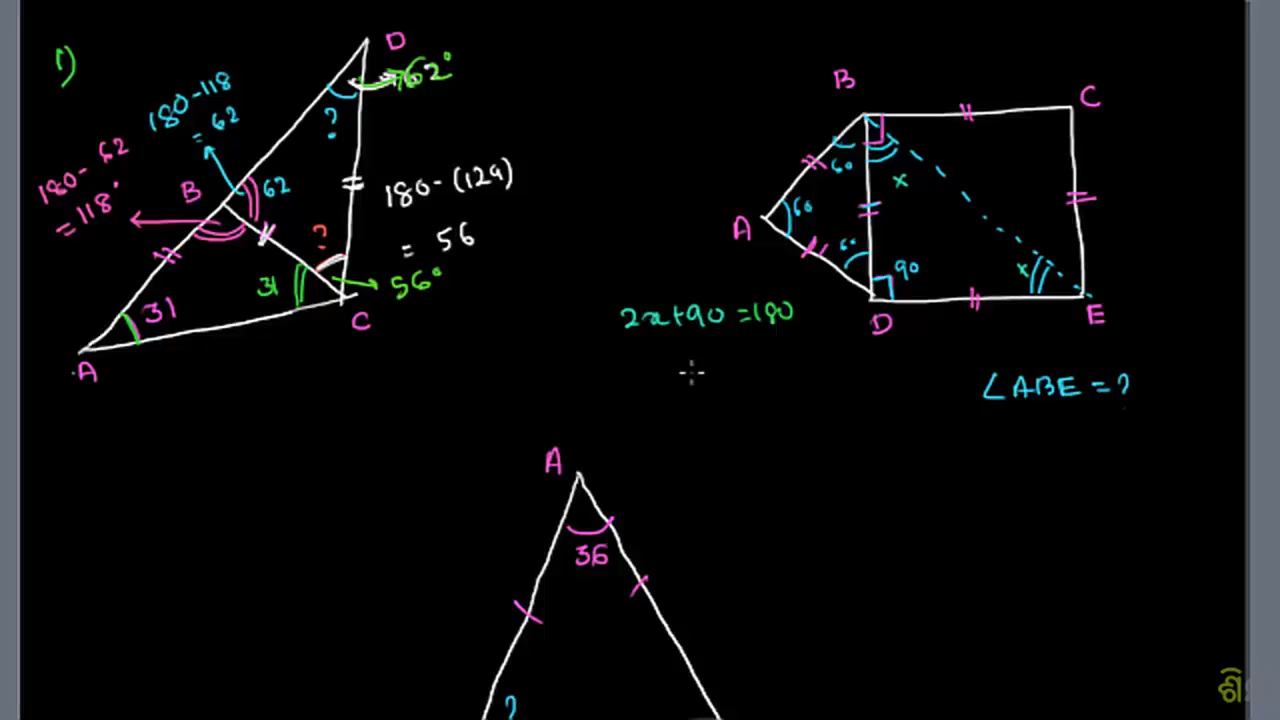 1)
D
62°
180-118
= 62
?
180 - 62
= 118°
B
62
180-(129)
= 56
?
31
56°
31
C
A
B
C
60
x
A
60
60
90
x
D
E
2x+90 =180
∠ABE = ?
A
36
?